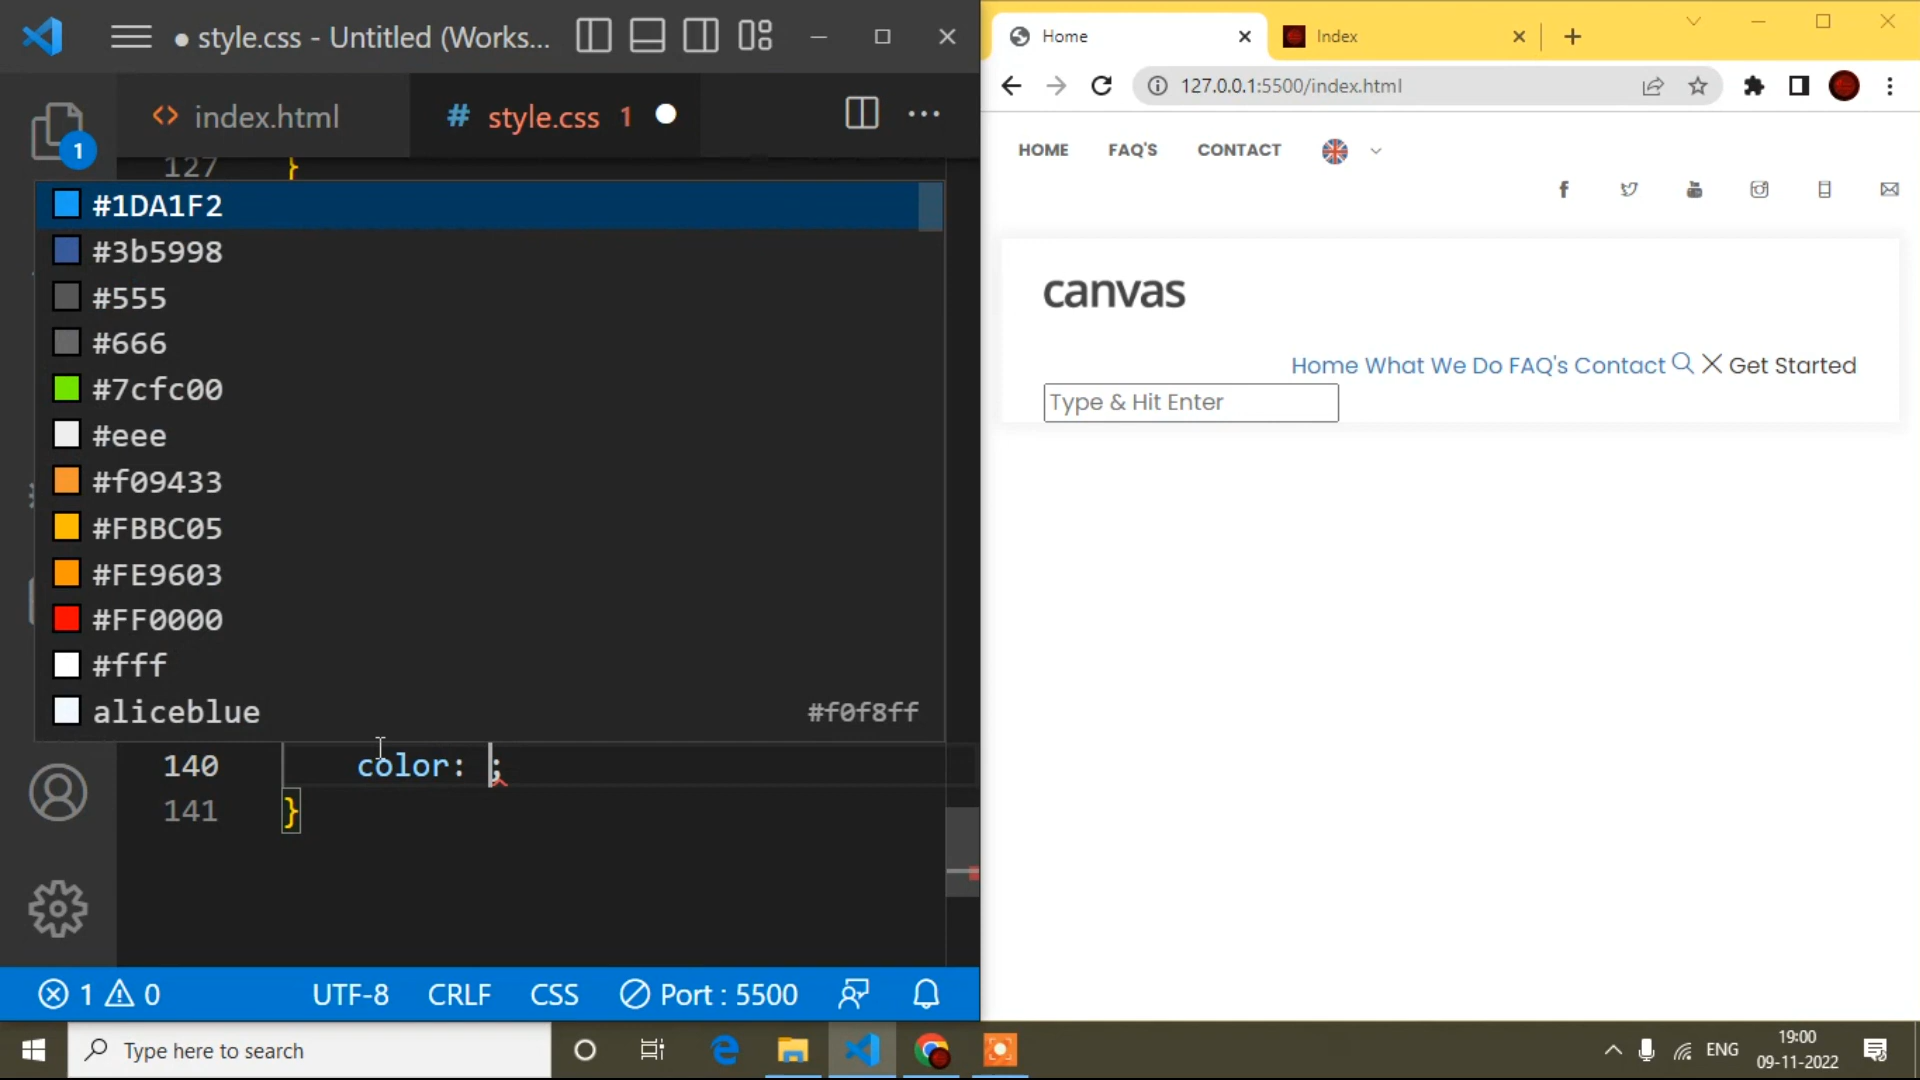 style.css - Untitled (Works...
index.html
style.css 1
1
127 }
#1DA1F2
#3b5998
#555
#666
#7cfc00
#eee
#f09433
#FBBC05
#FE9603
#FF0000
#fff
aliceblue #f0f8ff
140 color: ;
141 }
1 0 UTF-8 CRLF CSS Port : 5500
Home
Index
127.0.0.1:5500/index.html
HOME FAQ'S CONTACT
canvas
Home What We Do FAQ's Contact Get Started
Type & Hit Enter
Type here to search
ENG
19:00
09-11-2022